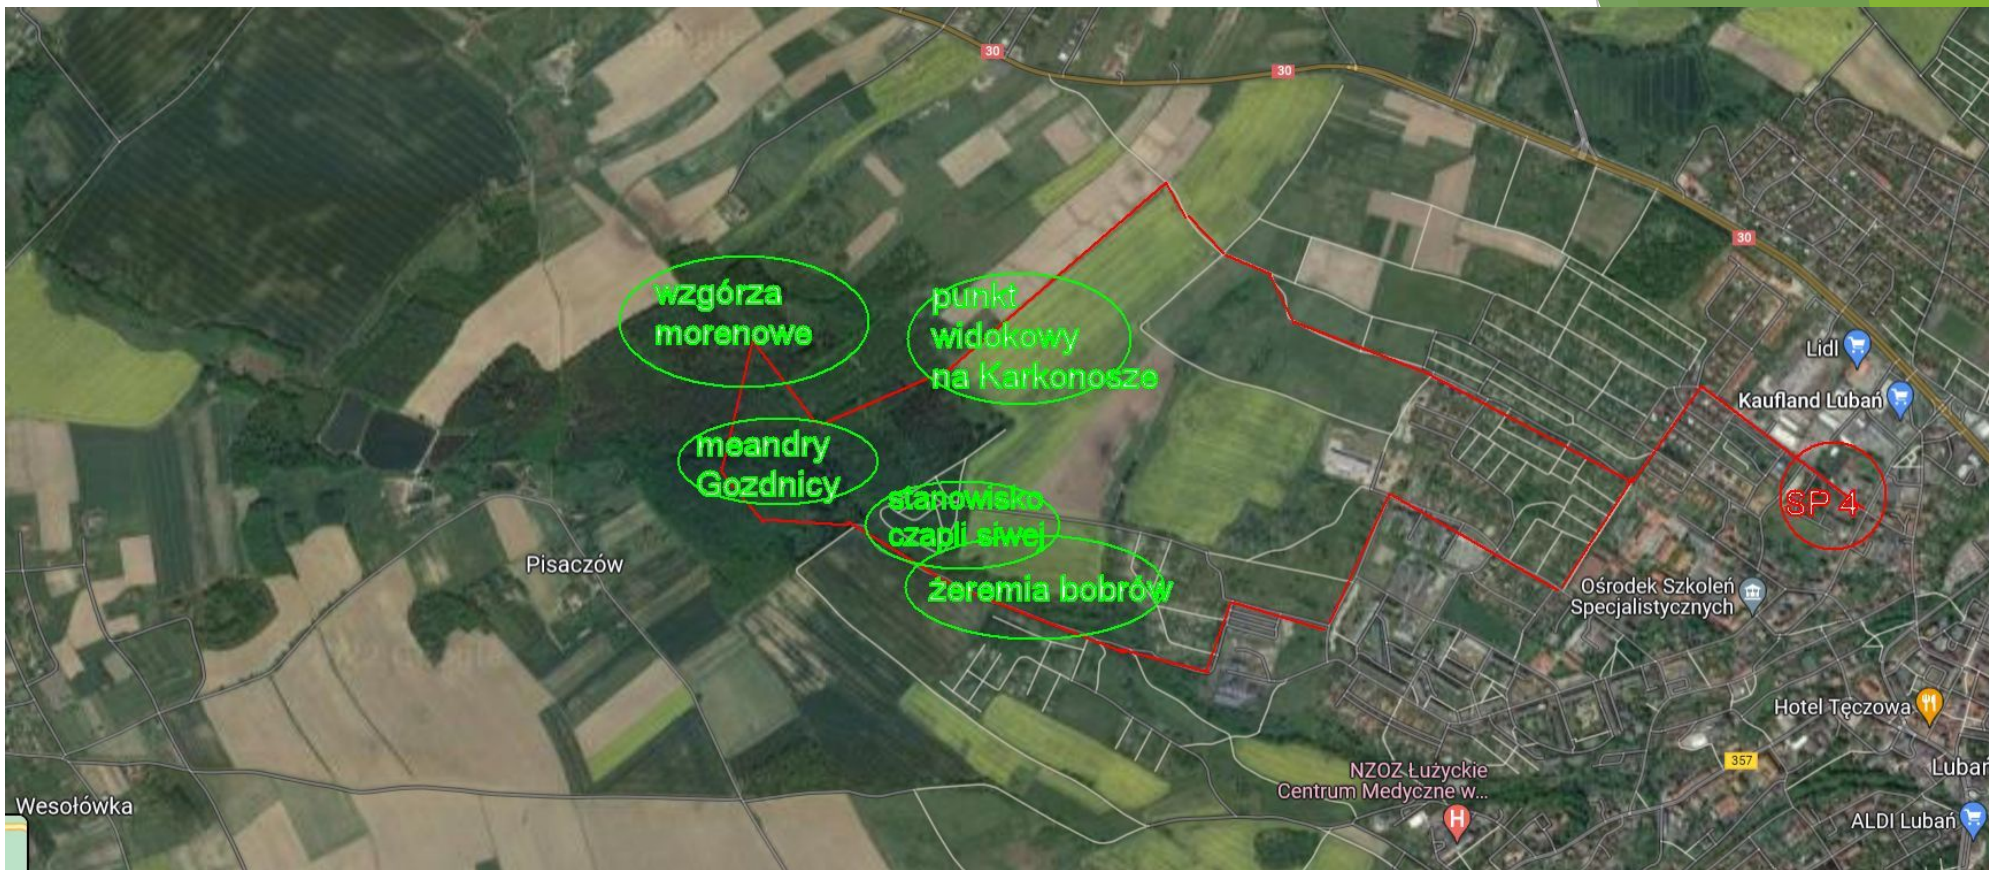 30
30
30
wzgórza
morenowe
punkt
widokowy
na Karkonosze
Lidl
Kaufland Lubań
meandry
Gozdnicy
stanowisko
czapli siwej
SP 4
Pisaczów
żeremia bobrów
Ośrodek Szkoleń
Specjalistycznych
Hotel Tęczowa
357
NZOZ Łużyckie
Centrum Medyczne w...
H
Lubań
Wesołówka
ALDI Lubań